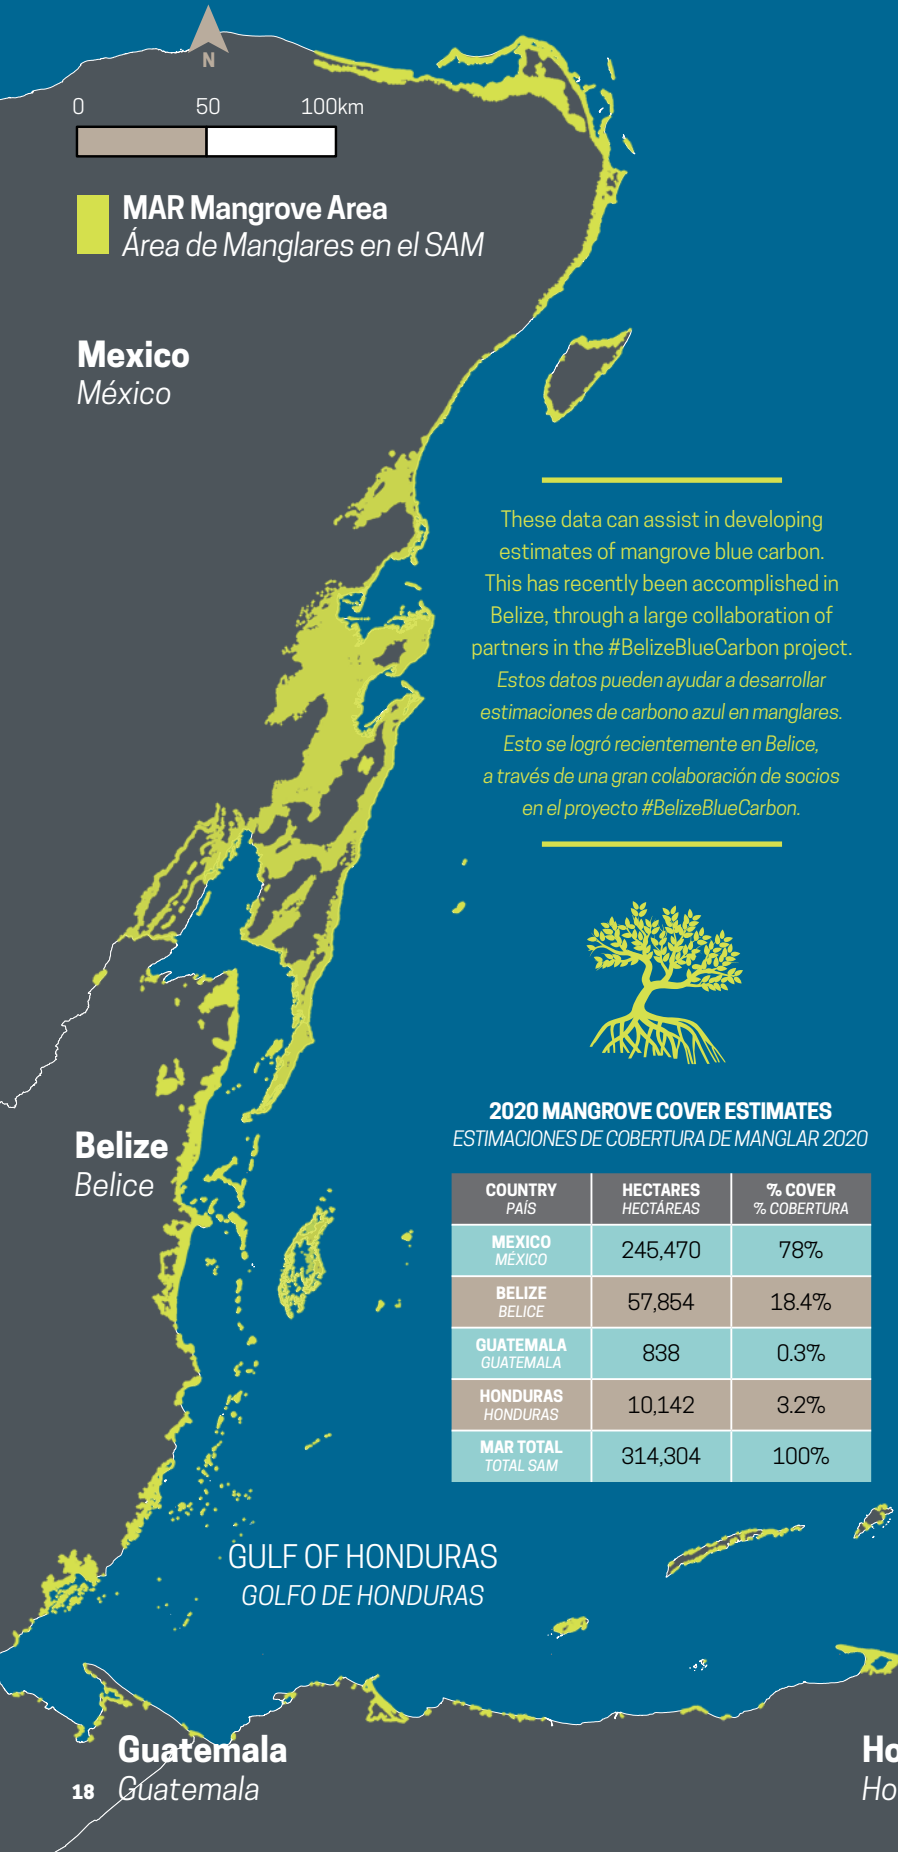 N
0 50 100km
MAR Mangrove Area
Área de Manglares en el SAM
Mexico
México
These data can assist in developing
estimates of mangrove blue carbon.
This has recently been accomplished in
Belize, through a large collaboration of
partners in the #BelizeBlueCarbon project.
Estos datos pueden ayudar a desarrollar
estimaciones de carbono azul en manglares.
Esto se logró recientemente en Belice,
a través de una gran colaboración de socios
en el proyecto #BelizeBlueCarbon.
Belize
Belice
2020 MANGROVE COVER ESTIMATES
ESTIMACIONES DE COBERTURA DE MANGLAR 2020
COUNTRY HECTARES % COVER
PAÍS HECTÁREAS % COBERTURA
MEXICO
MÉXICO 245,470 78%
BELIZE
BELICE 57,854 18.4%
GUATEMALA
GUATEMALA 838 0.3%
HONDURAS
HONDURAS 10,142 3.2%
MAR TOTAL
TOTAL SAM 314,304 100%
GULF OF HONDURAS
GOLFO DE HONDURAS
Guatemala
Guatemala
Ho
Ho
18